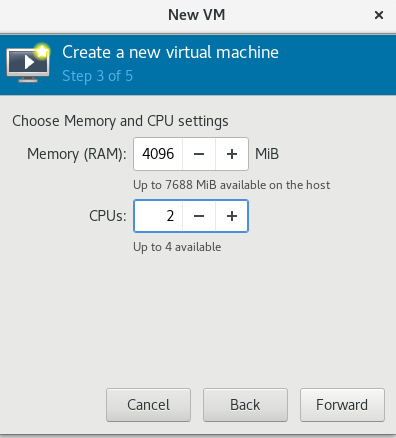 New VM
Create a new virtual machine
Step 3 of 5
Choose Memory and CPU settings
Memory (RAM): 4096 − + MiB
Up to 7688 MiB available on the host
CPUs: 2 − +
Up to 4 available
Cancel Back Forward